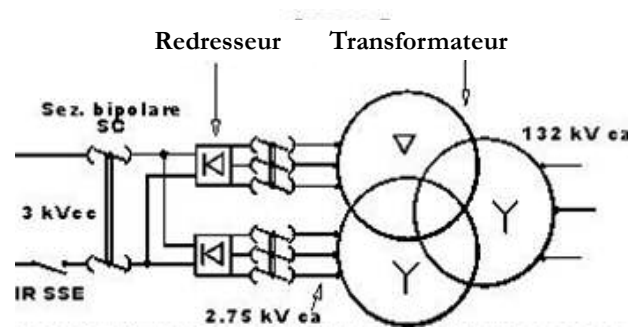 Redresseur Transformateur
Sez. bipolare
SC
132 kV ca
3 kVcc
IR SSE
2.75 kV ca